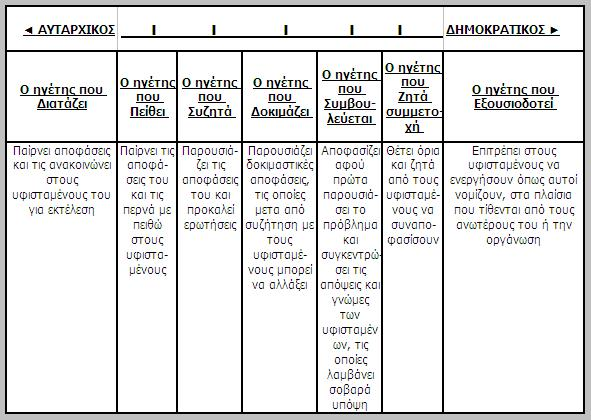 ◄ ΑΥΤΑΡΧΙΚΟΣ
ΔΗΜΟΚΡΑΤΙΚΟΣ ►
Ο ηγέτης που
Διατάζει
Ο ηγέτης
που
Πείθει
Ο ηγέτης
που
Συζητά
Ο ηγέτης
που
Δοκιμάζει
Ο ηγέτης
που
Συμβου-
λεύεται
Ο ηγέτης
που
Ζητά
συμμετο-
χή
Ο ηγέτης που
Εξουσιοδοτεί
Παίρνει αποφάσεις
και τις ανακοινώνει
στους
υφισταμένους του
για εκτέλεση
Παίρνει τις
αποφά-
σεις του
και τις
περνά με
πειθώ
στους
υφιστα-
μένους
Παρουσιά-
ζει τις
αποφάσεις
του και
προκαλεί
ερωτήσεις
Παρουσιάζει
δοκιμαστικές
αποφάσεις,
τις οποίες
μετα από
συζήτηση με
τους
υφισταμέ-
νους μπορεί
να αλλάξει
Αποφασίζει
αφού
πρώτα
παρουσιά-
σει το
πρόβλημα
και
συγκεντρώ-
σει τις
απόψεις και
γνώμες
των
υφισταμέν
ων, τις
οποίες
λαμβάνει
σοβαρά
υπόψη
Θέτει όρια
και ζητά
από τους
υφισταμέ-
νους να
συναπο-
φασίσουν
Επιτρέπει στους
υφισταμένους να
ενεργήσουν όπως αυτοί
νομίζουν, στα πλαίσια
που τίθενται από τους
ανωτέρους του ή την
οργάνωση